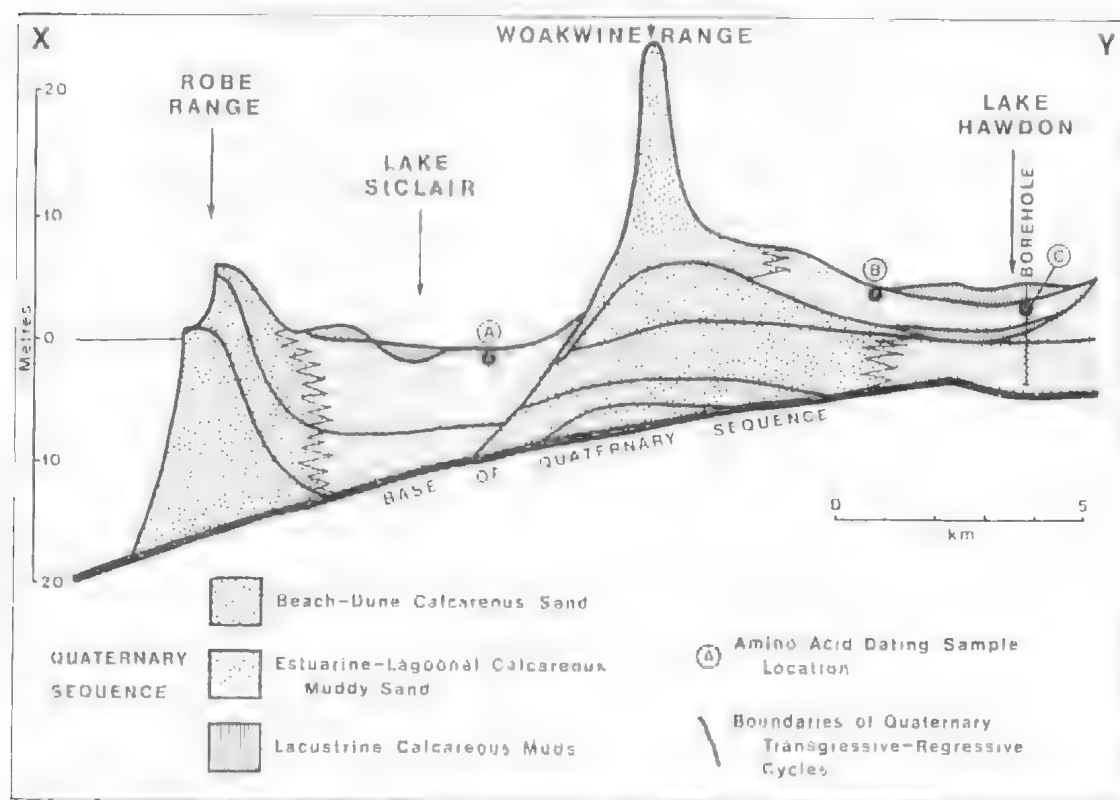 X
WOAKWINE RANGE
Y
ROBE
RANGE
LAKE
SICLAIR
LAKE
HAWDON
BOREHOLE
20
10
0
10
20
Metres
A
B
C
BASE OF QUATERNARY SEQUENCE
0
5
km
QUATERNARY
SEQUENCE
Beach-Dune Calcareous Sand
Estuarine-Lagoonal Calcareous
Muddy Sand
Lacustrine Calcareous Muds
A
Amino Acid Dating Sample
Location
Boundaries of Quaternary
Transgressive-Regressive
Cycles